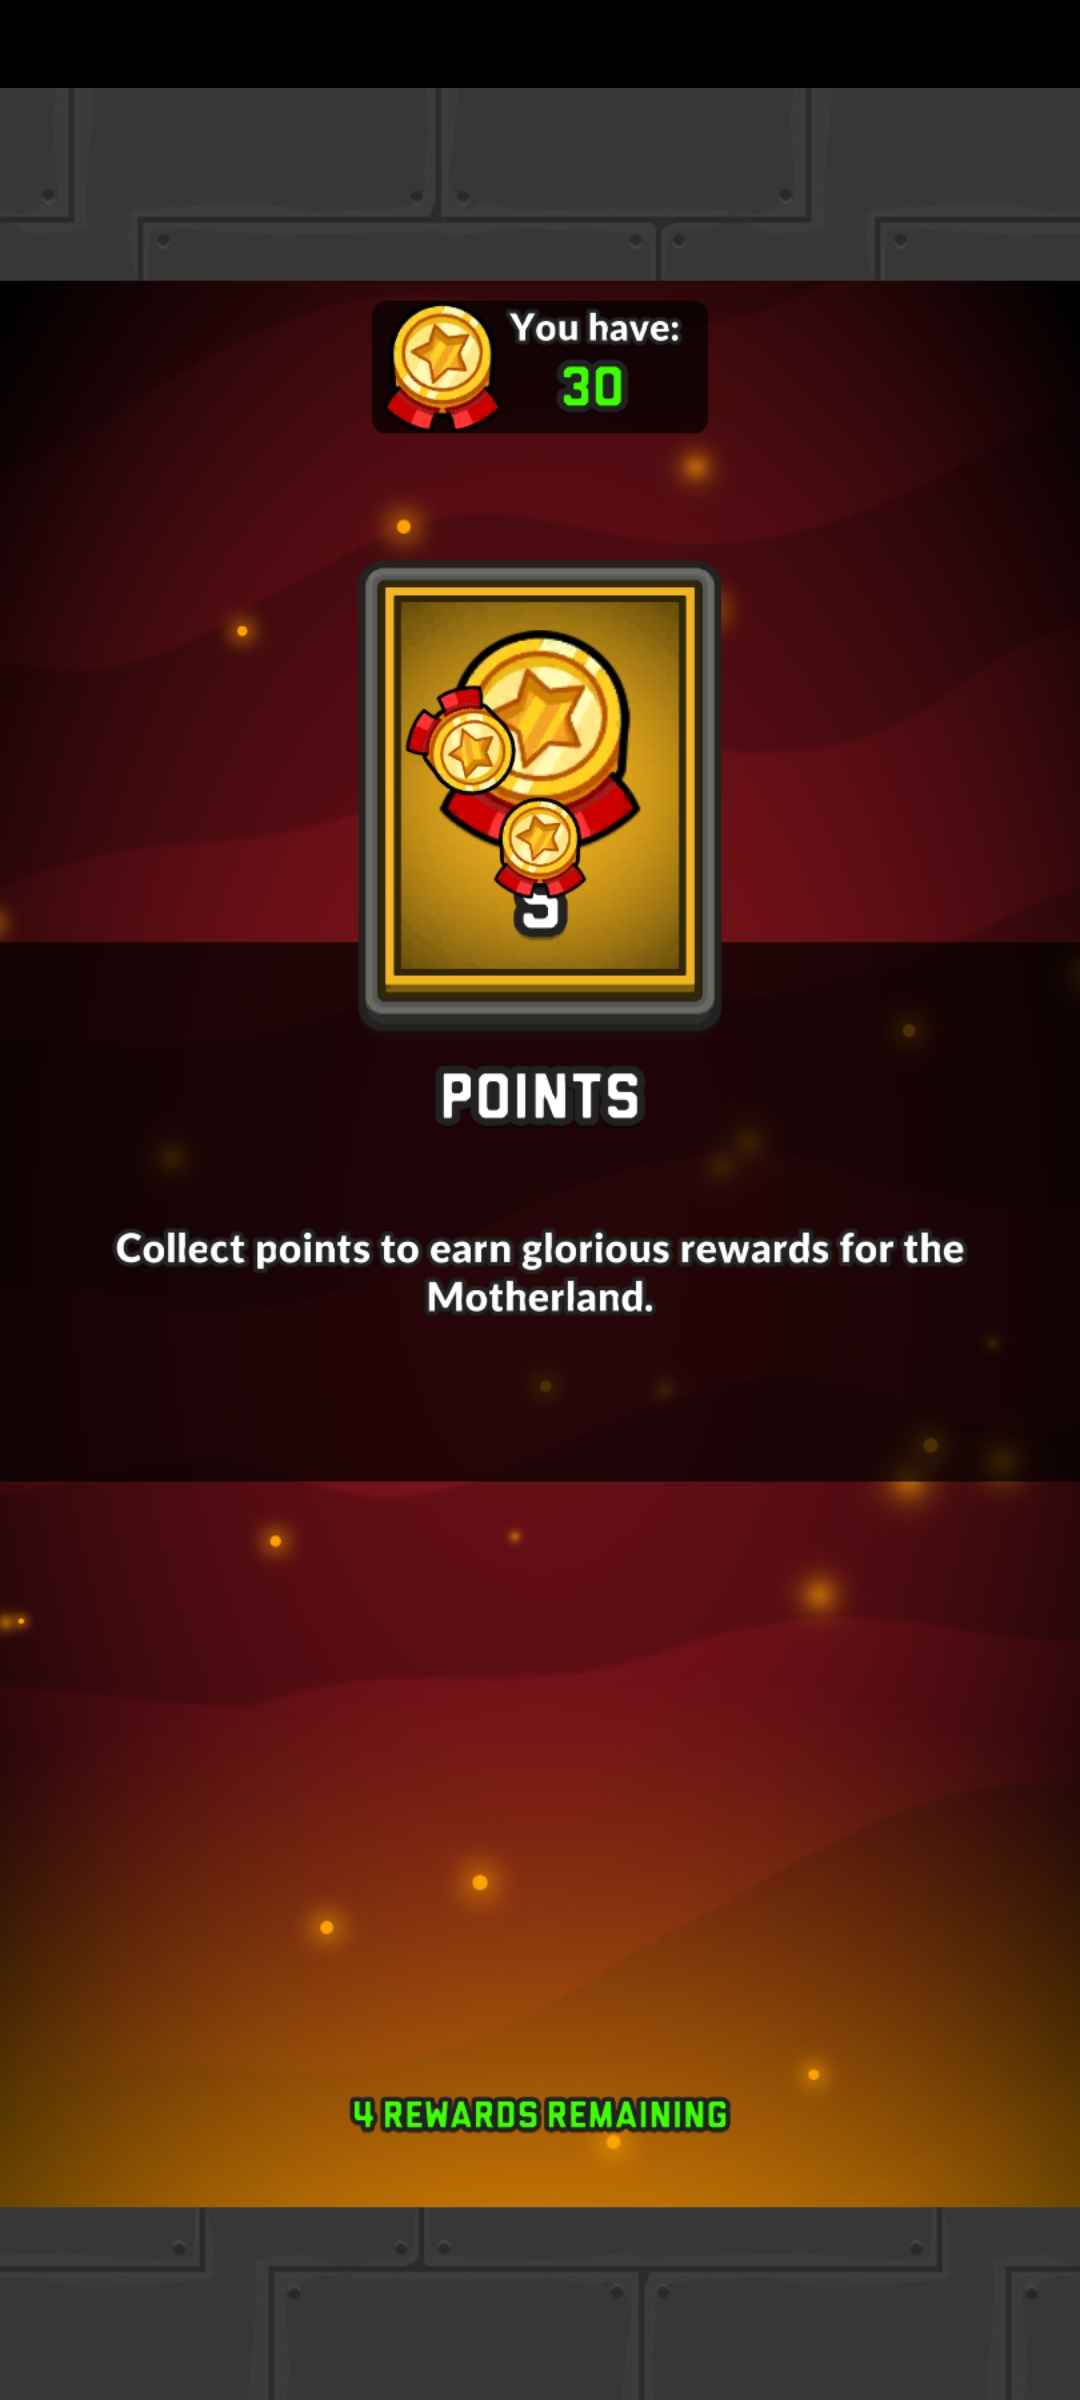 You have:
30
POINTS
Collect points to earn glorious rewards for the
Motherland.
4 REWARDS REMAINING